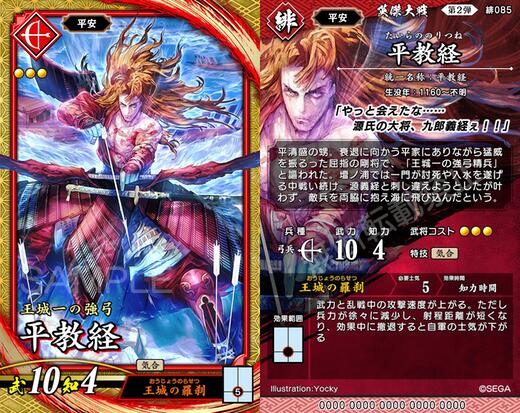 平安
王城一の強弓
平教経
気合
武10知4
おうじょうのらせつ
王城の羅刹
5
SAMPLE
緋
平安
英傑大戦
第2弾
緋085
たいらののりつね
平教経
統一名称:平教経
生没年:1160~不明
「やっと会えたな……
源氏の大将、九郎義経ぇ!!」
平清盛の甥。衰退に向かう平家にありながら猛威
を振るった屈指の剛将で、「王城一の強弓精兵」
と謳われた。壇ノ浦では一門が討死や入水を遂げ
る中戦い続け、源義経と刺し違えようとしたが叶
わず、敵兵を両脇に抱え海に飛び込んだという。
兵種 武力 知力 武将コスト
弓兵 10 4 特技 気合
おうじょうのらせつ 必要士気 効果時間
王城の羅刹 5 知力時間
効果範囲
武力と乱戦中の攻撃速度が上がる。ただし
兵力が徐々に減少し、射程距離が短くな
り、効果中に撤退すると自軍の士気が下が
る
©SEGA
Illustration:Yocky
0000 0000 0000 0000 0000